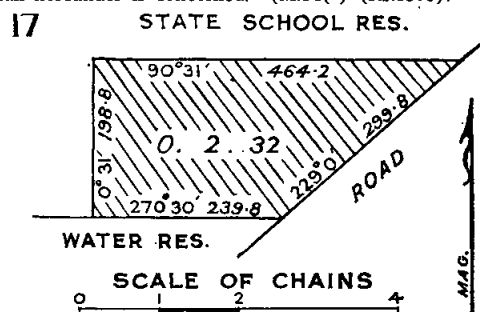 17
STATE SCHOOL RES.
90°31' 464·2
0°31' 198·8
0. 2. 32
299·8
229°0'
ROAD
270°30' 239·8
WATER RES.
MAG.
SCALE OF CHAINS
0 1 2 4